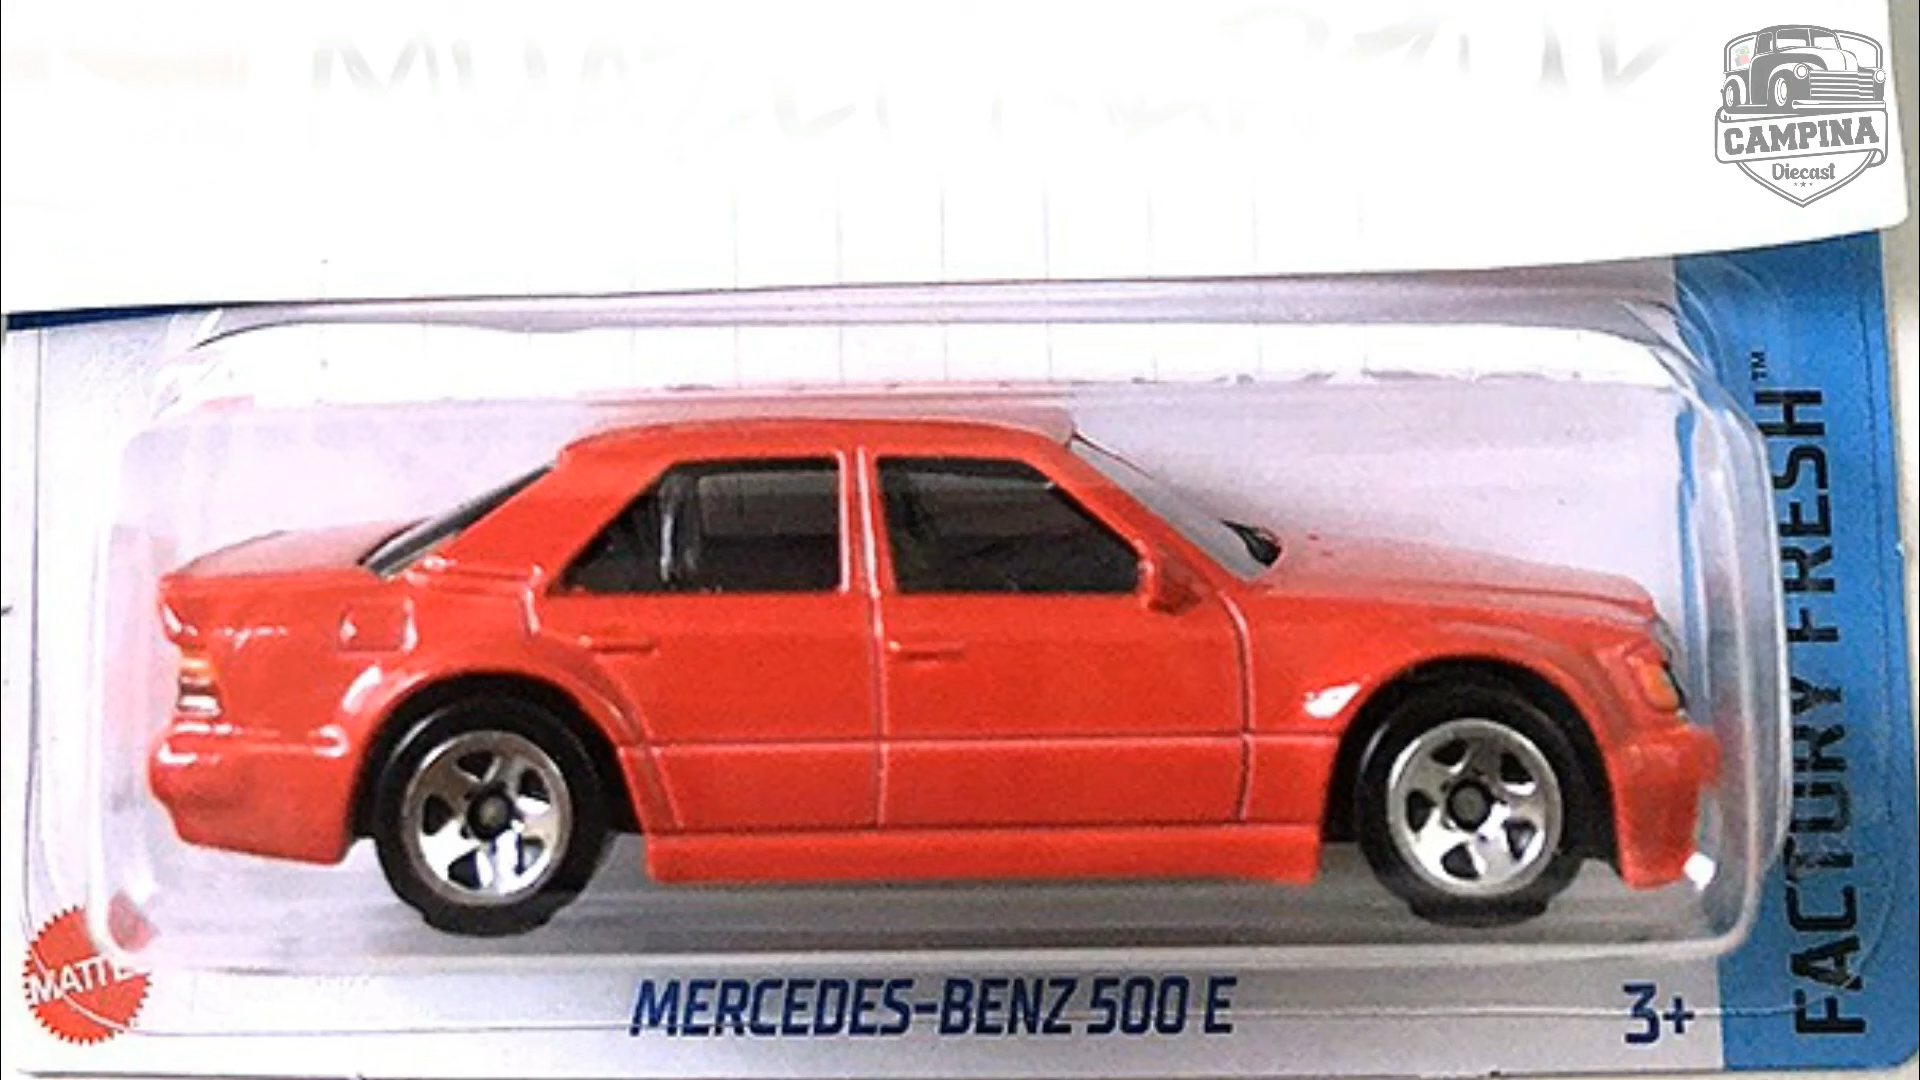 CAMPINA
Diecast
FACTORY FRESH™
MATTEL
MERCEDES-BENZ 500 E
3+